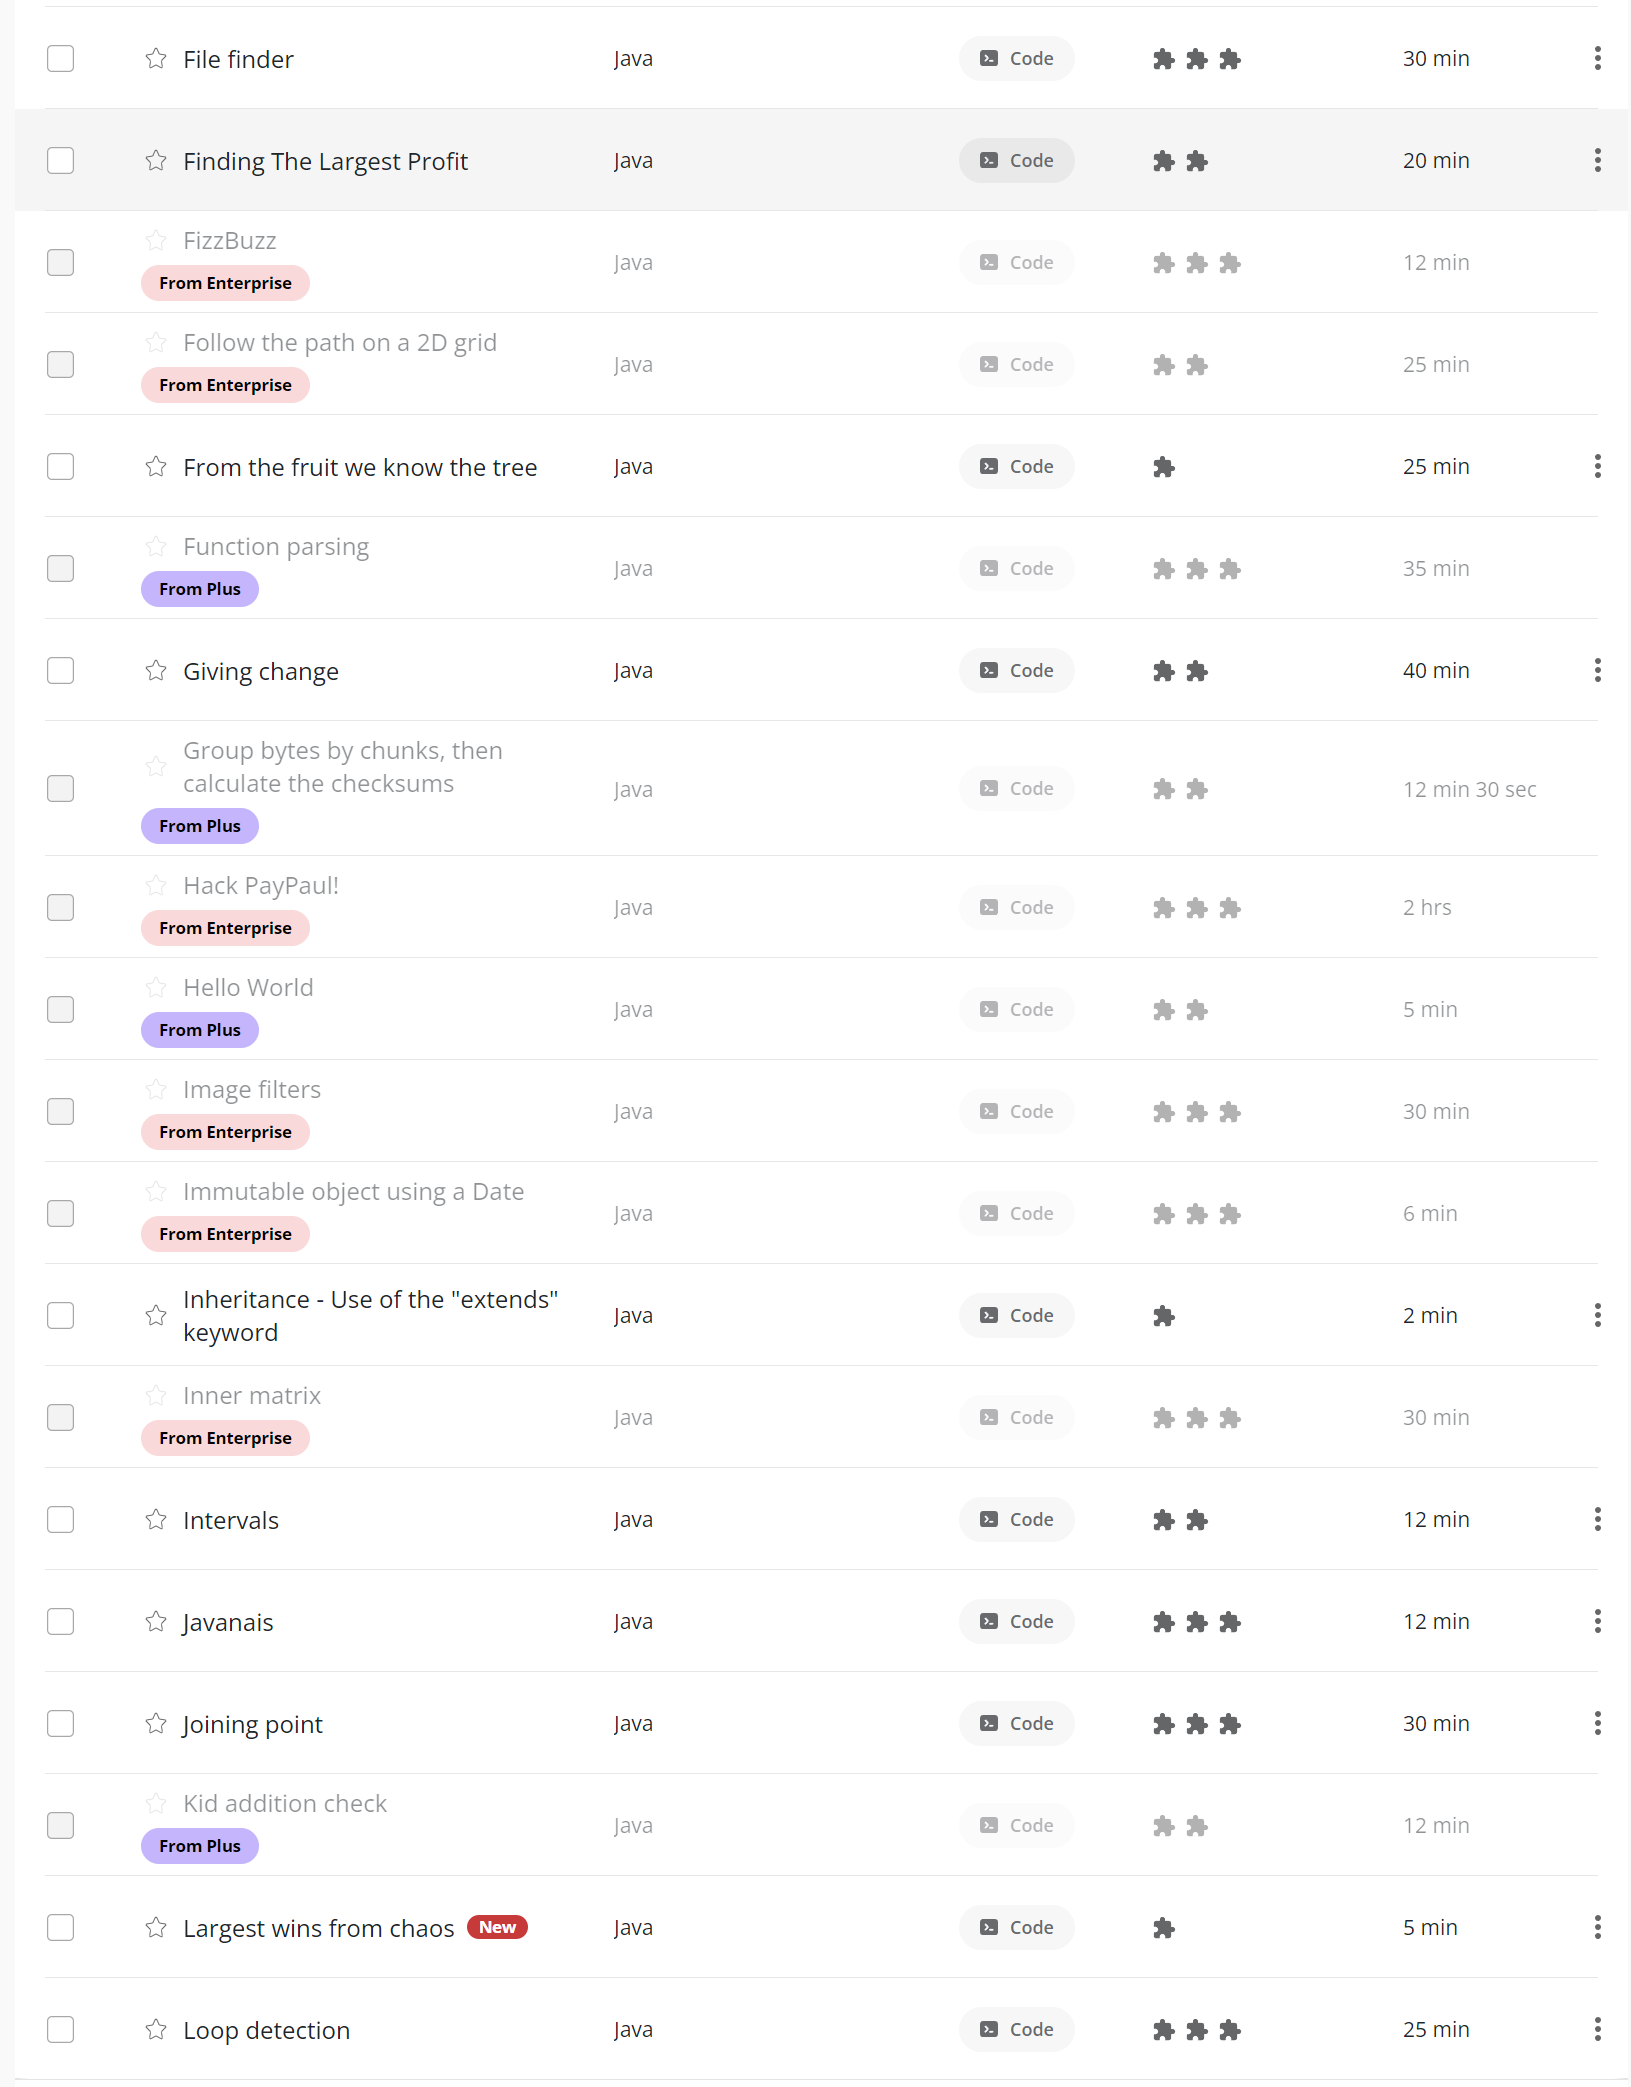 File finder Java Code 30 min
Finding The Largest Profit Java Code 20 min
FizzBuzz
From Enterprise Java Code 12 min
Follow the path on a 2D grid
From Enterprise Java Code 25 min
From the fruit we know the tree Java Code 25 min
Function parsing
From Plus Java Code 35 min
Giving change Java Code 40 min
Group bytes by chunks, then
calculate the checksums Java Code 12 min 30 sec
From Plus
Hack PayPaul!
From Enterprise Java Code 2 hrs
Hello World
From Plus Java Code 5 min
Image filters
From Enterprise Java Code 30 min
Immutable object using a Date
From Enterprise Java Code 6 min
Inheritance - Use of the "extends"
keyword Java Code 2 min
Inner matrix
From Enterprise Java Code 30 min
Intervals Java Code 12 min
Javanais Java Code 12 min
Joining point Java Code 30 min
Kid addition check
From Plus Java Code 12 min
Largest wins from chaos New Java Code 5 min
Loop detection Java Code 25 min